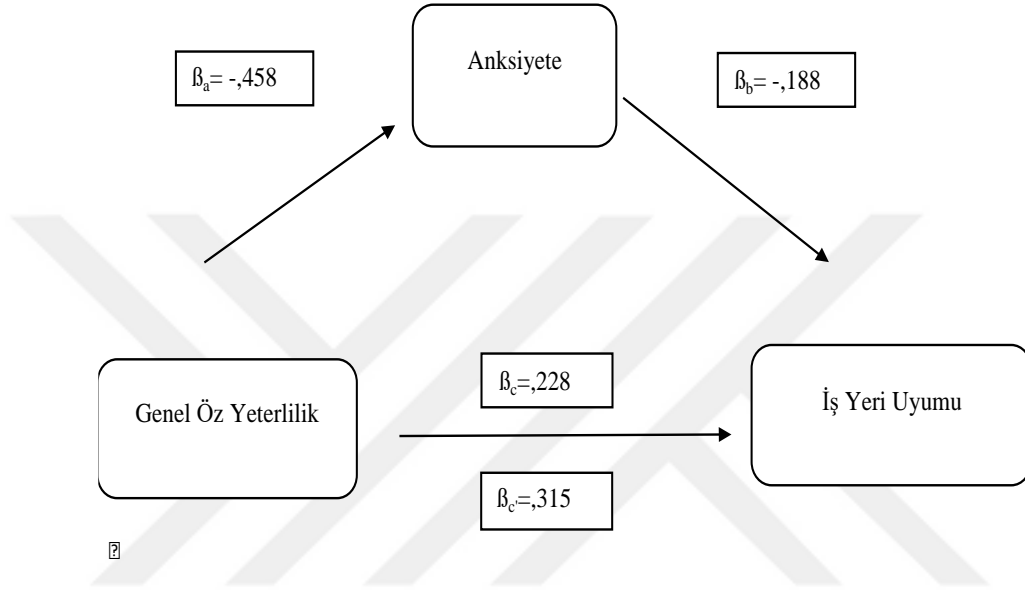 Anksiyete
ßa= -,458
ßb= -,188
ßc=,228
Genel Öz Yeterlilik
İş Yeri Uyumu
ßc'=,315